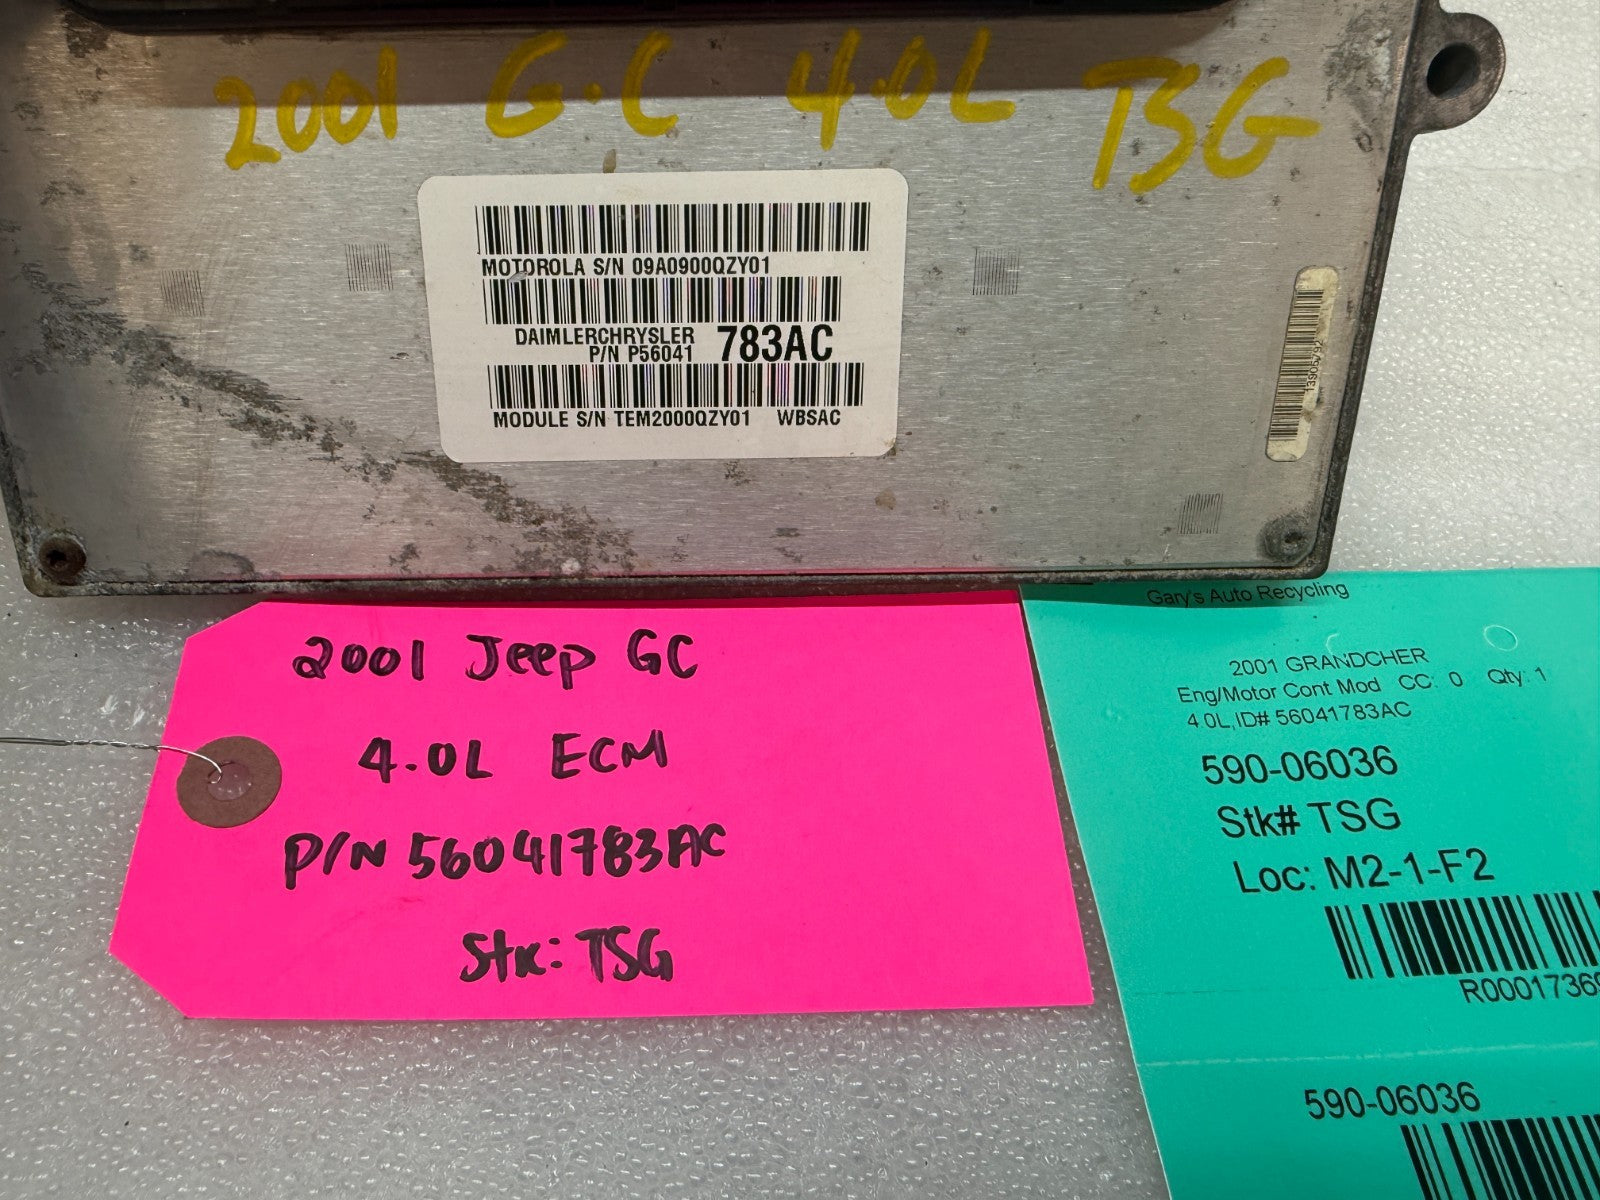 2001 G.C 4.0L TSG
MOTOROLA S/N 09A0900QZY01
DAIMLERCHRYSLER
P/N P56041 783AC
MODULE S/N TEM2000QZY01 WBSAC
13906792
2001 Jeep GC
4.0L ECM
P/N 56041783AC
Stk: TSG
Gary's Auto Recycling
2001 GRANDCHER
Eng/Motor Cont Mod CC: 0 Qty: 1
4.0L,ID# 56041783AC
590-06036
Stk# TSG
Loc: M2-1-F2
R00017369
590-06036